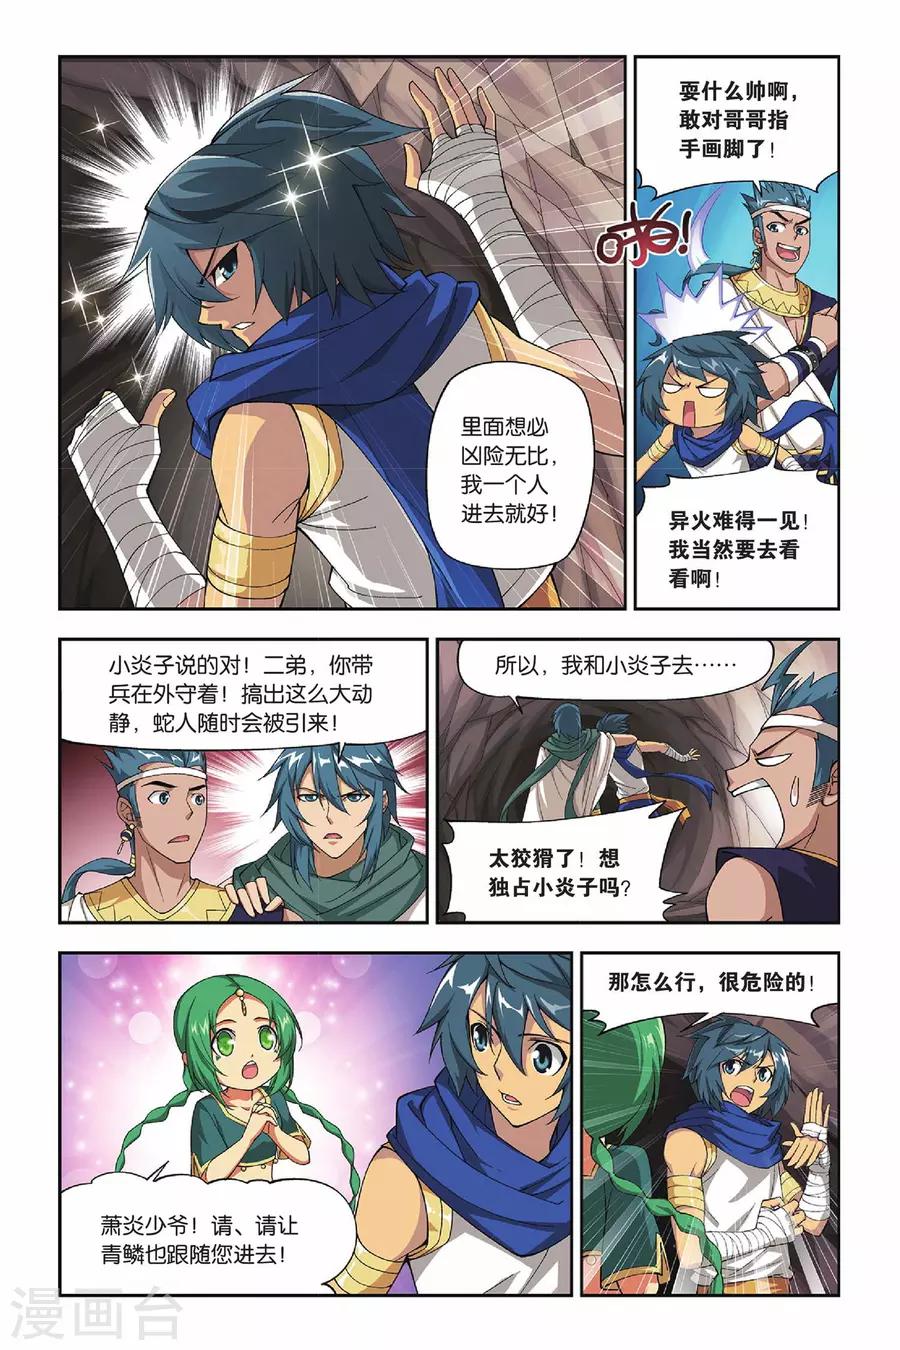 里面想必
凶险无比，
我一个人
进去就好！
耍什么帅啊，
敢对哥哥指
手画脚了！
啪！
异火难得一见！
我当然要去看
看啊！
小炎子说的对！二弟，你带
兵在外守着！搞出这么大动
静，蛇人随时会被引来！
所以，我和小炎子去……
太狡猾了！想
独占小炎子吗？
萧炎少爷！请、请让
青鳞也跟随您进去！
那怎么行，很危险的！
漫画台